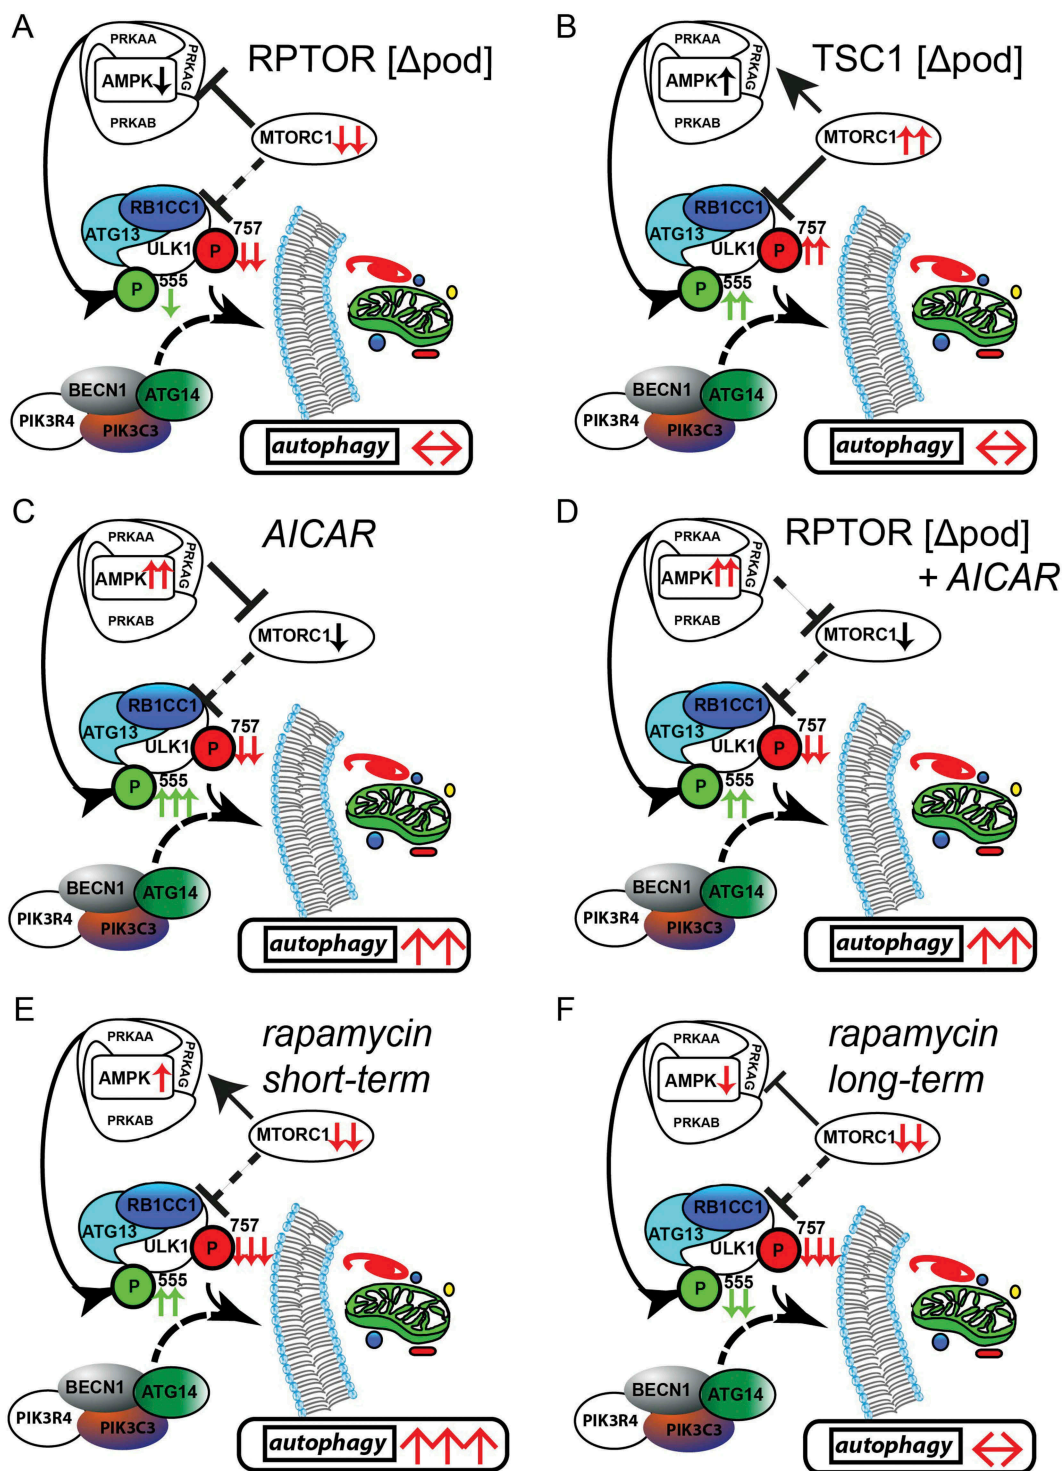 A
PRKAA
AMPK
PRKAG
PRKAB
RPTOR [Δpod]
MTORC1
RB1CC1
ATG13
ULK1
P
757
P
555
BECN1
ATG14
PIK3R4
PIK3C3
autophagy
B
PRKAA
AMPK
PRKAG
PRKAB
TSC1 [Δpod]
MTORC1
RB1CC1
ATG13
ULK1
P
757
P
555
BECN1
ATG14
PIK3R4
PIK3C3
autophagy
C
PRKAA
AMPK
PRKAG
PRKAB
AICAR
MTORC1
RB1CC1
ATG13
ULK1
P
757
P
555
BECN1
ATG14
PIK3R4
PIK3C3
autophagy
D
PRKAA
AMPK
PRKAG
PRKAB
RPTOR [Δpod]
+ AICAR
MTORC1
RB1CC1
ATG13
ULK1
P
757
P
555
BECN1
ATG14
PIK3R4
PIK3C3
autophagy
E
PRKAA
AMPK
PRKAG
PRKAB
rapamycin
short-term
MTORC1
RB1CC1
ATG13
ULK1
P
757
P
555
BECN1
ATG14
PIK3R4
PIK3C3
autophagy
F
PRKAA
AMPK
PRKAG
PRKAB
rapamycin
long-term
MTORC1
RB1CC1
ATG13
ULK1
P
757
P
555
BECN1
ATG14
PIK3R4
PIK3C3
autophagy